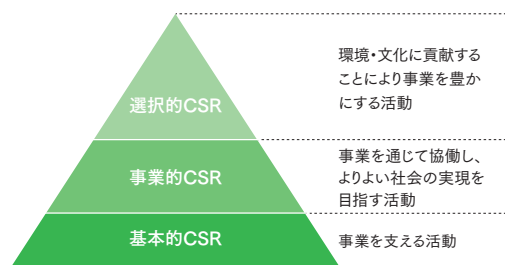 選択的CSR
環境・文化に貢献する
ことにより事業を豊か
にする活動
事業的CSR
事業を通じて協働し、
よりよい社会の実現を
目指す活動
基本的CSR
事業を支える活動